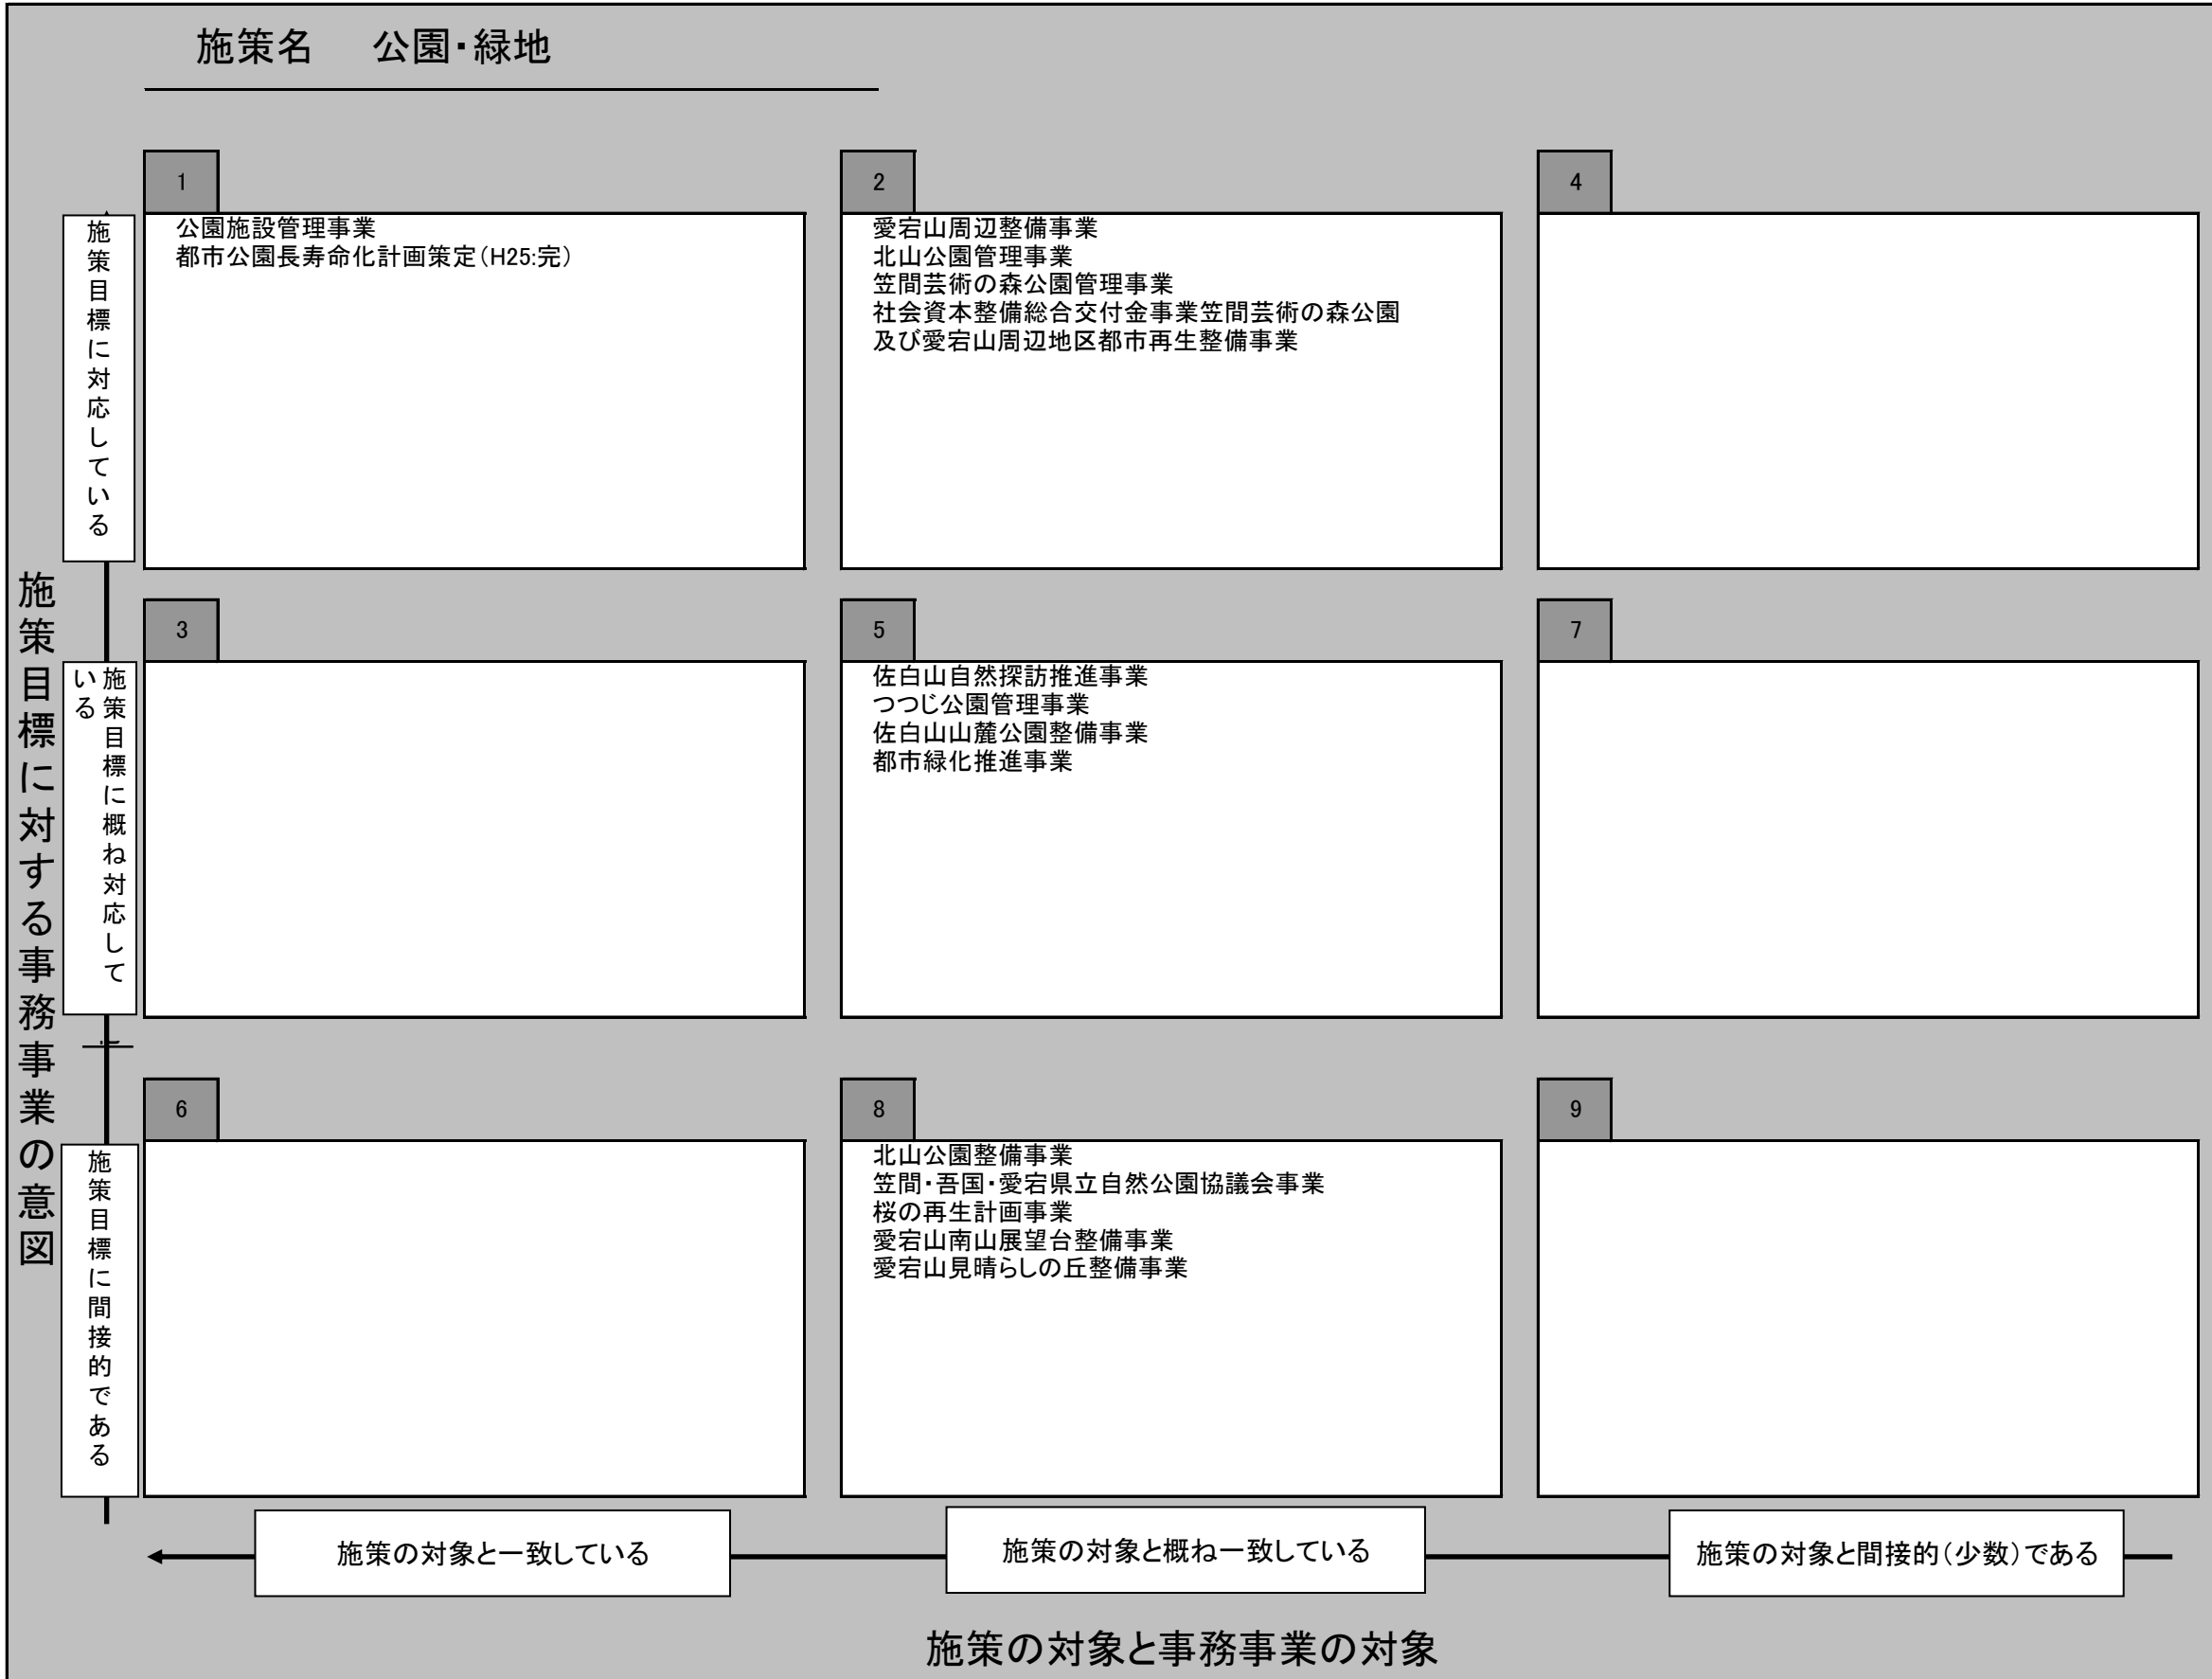 施策名 公園・緑地
1
公園施設管理事業
都市公園長寿命化計画策定（H25:完）
2
愛宕山周辺整備事業
北山公園管理事業
笠間芸術の森公園管理事業
社会資本整備総合交付金事業笠間芸術の森公園
及び愛宕山周辺地区都市再生整備事業
4
施策目標に対応している
施策目標に対する事務事業の意図
3
5
佐白山自然探訪推進事業
つつじ公園管理事業
佐白山山麓公園整備事業
都市緑化推進事業
7
施策目標に概ね対応して
いる
6
8
北山公園整備事業
笠間・吾国・愛宕県立自然公園協議会事業
桜の再生計画事業
愛宕山南山展望台整備事業
愛宕山見晴らしの丘整備事業
9
施策目標に間接的である
施策の対象と一致している
施策の対象と概ね一致している
施策の対象と間接的（少数）である
施策の対象と事務事業の対象